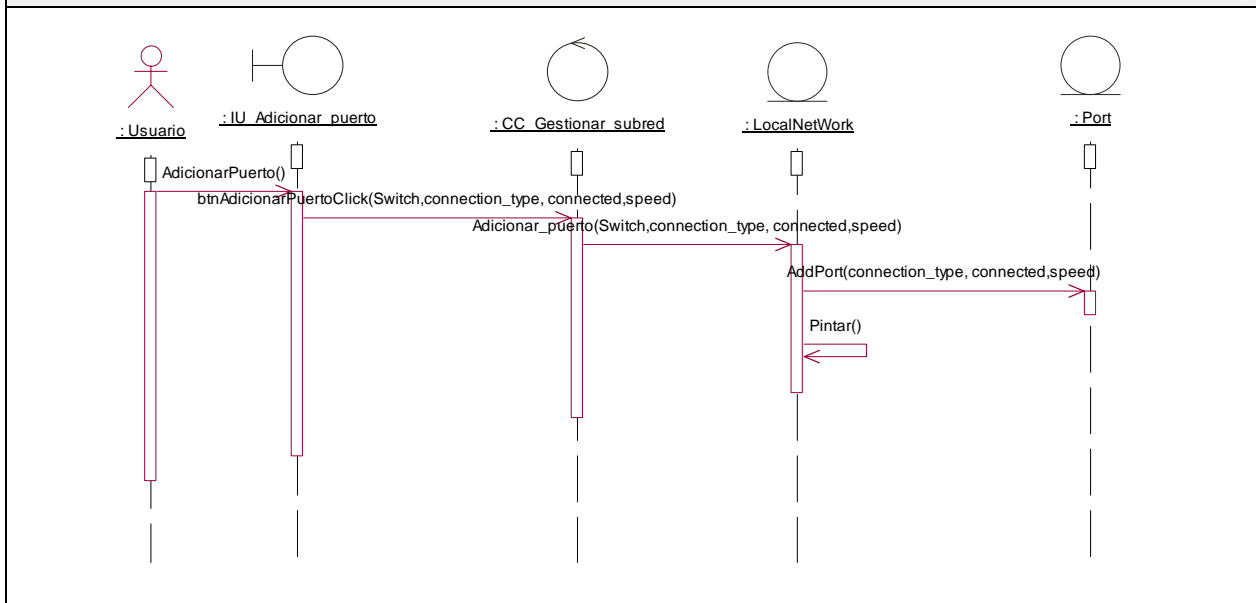 : Usuario
: IU_Adicionar_puerto
: CC_Gestionar_subred
: LocalNetWork
: Port
AdicionarPuerto()
btnAdicionarPuertoClick(Switch,connection_type, connected,speed)
Adicionar_puerto(Switch,connection_type, connected,speed)
AddPort(connection_type, connected,speed)
Pintar()